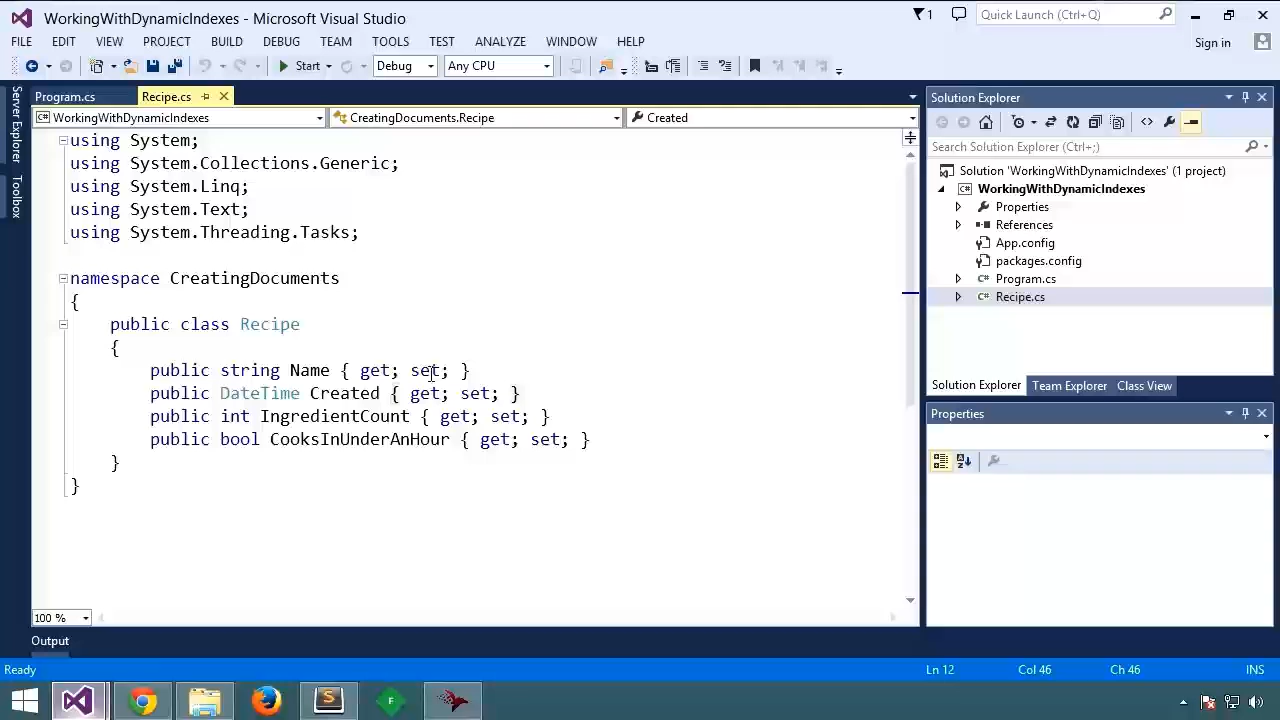 WorkingWithDynamicIndexes - Microsoft Visual Studio
1
Quick Launch (Ctrl+Q)
FILE EDIT VIEW PROJECT BUILD DEBUG TEAM TOOLS TEST ANALYZE WINDOW HELP
Sign in
Start Debug Any CPU
Server Explorer
Toolbox
Program.cs Recipe.cs
WorkingWithDynamicIndexes CreatingDocuments.Recipe Created
using System;
using System.Collections.Generic;
using System.Linq;
using System.Text;
using System.Threading.Tasks;
namespace CreatingDocuments
{
public class Recipe
{
public string Name { get; set; }
public DateTime Created { get; set; }
public int IngredientCount { get; set; }
public bool CooksInUnderAnHour { get; set; }
}
}
100 %
Solution Explorer
Search Solution Explorer (Ctrl+;)
Solution 'WorkingWithDynamicIndexes' (1 project)
C# WorkingWithDynamicIndexes
Properties
References
App.config
packages.config
C# Program.cs
C# Recipe.cs
Solution Explorer Team Explorer Class View
Properties
Output
Ready Ln 12 Col 46 Ch 46 INS